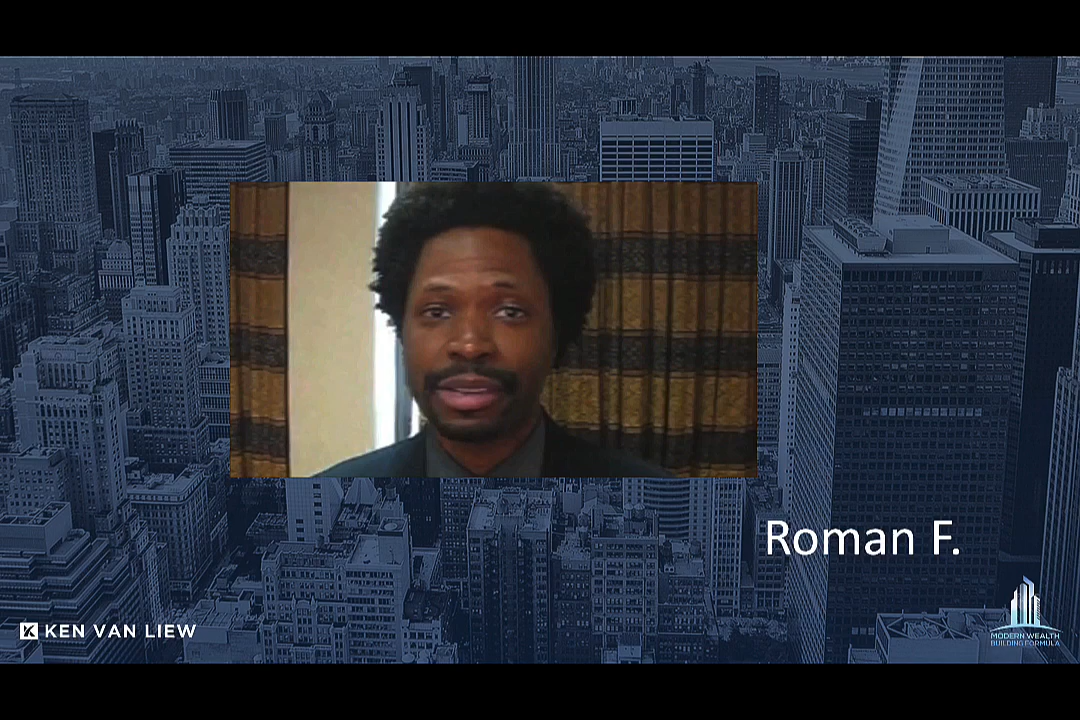 Roman F.
KEN VAN LIEW
MODERN WEALTH
BUILDING FORMULA